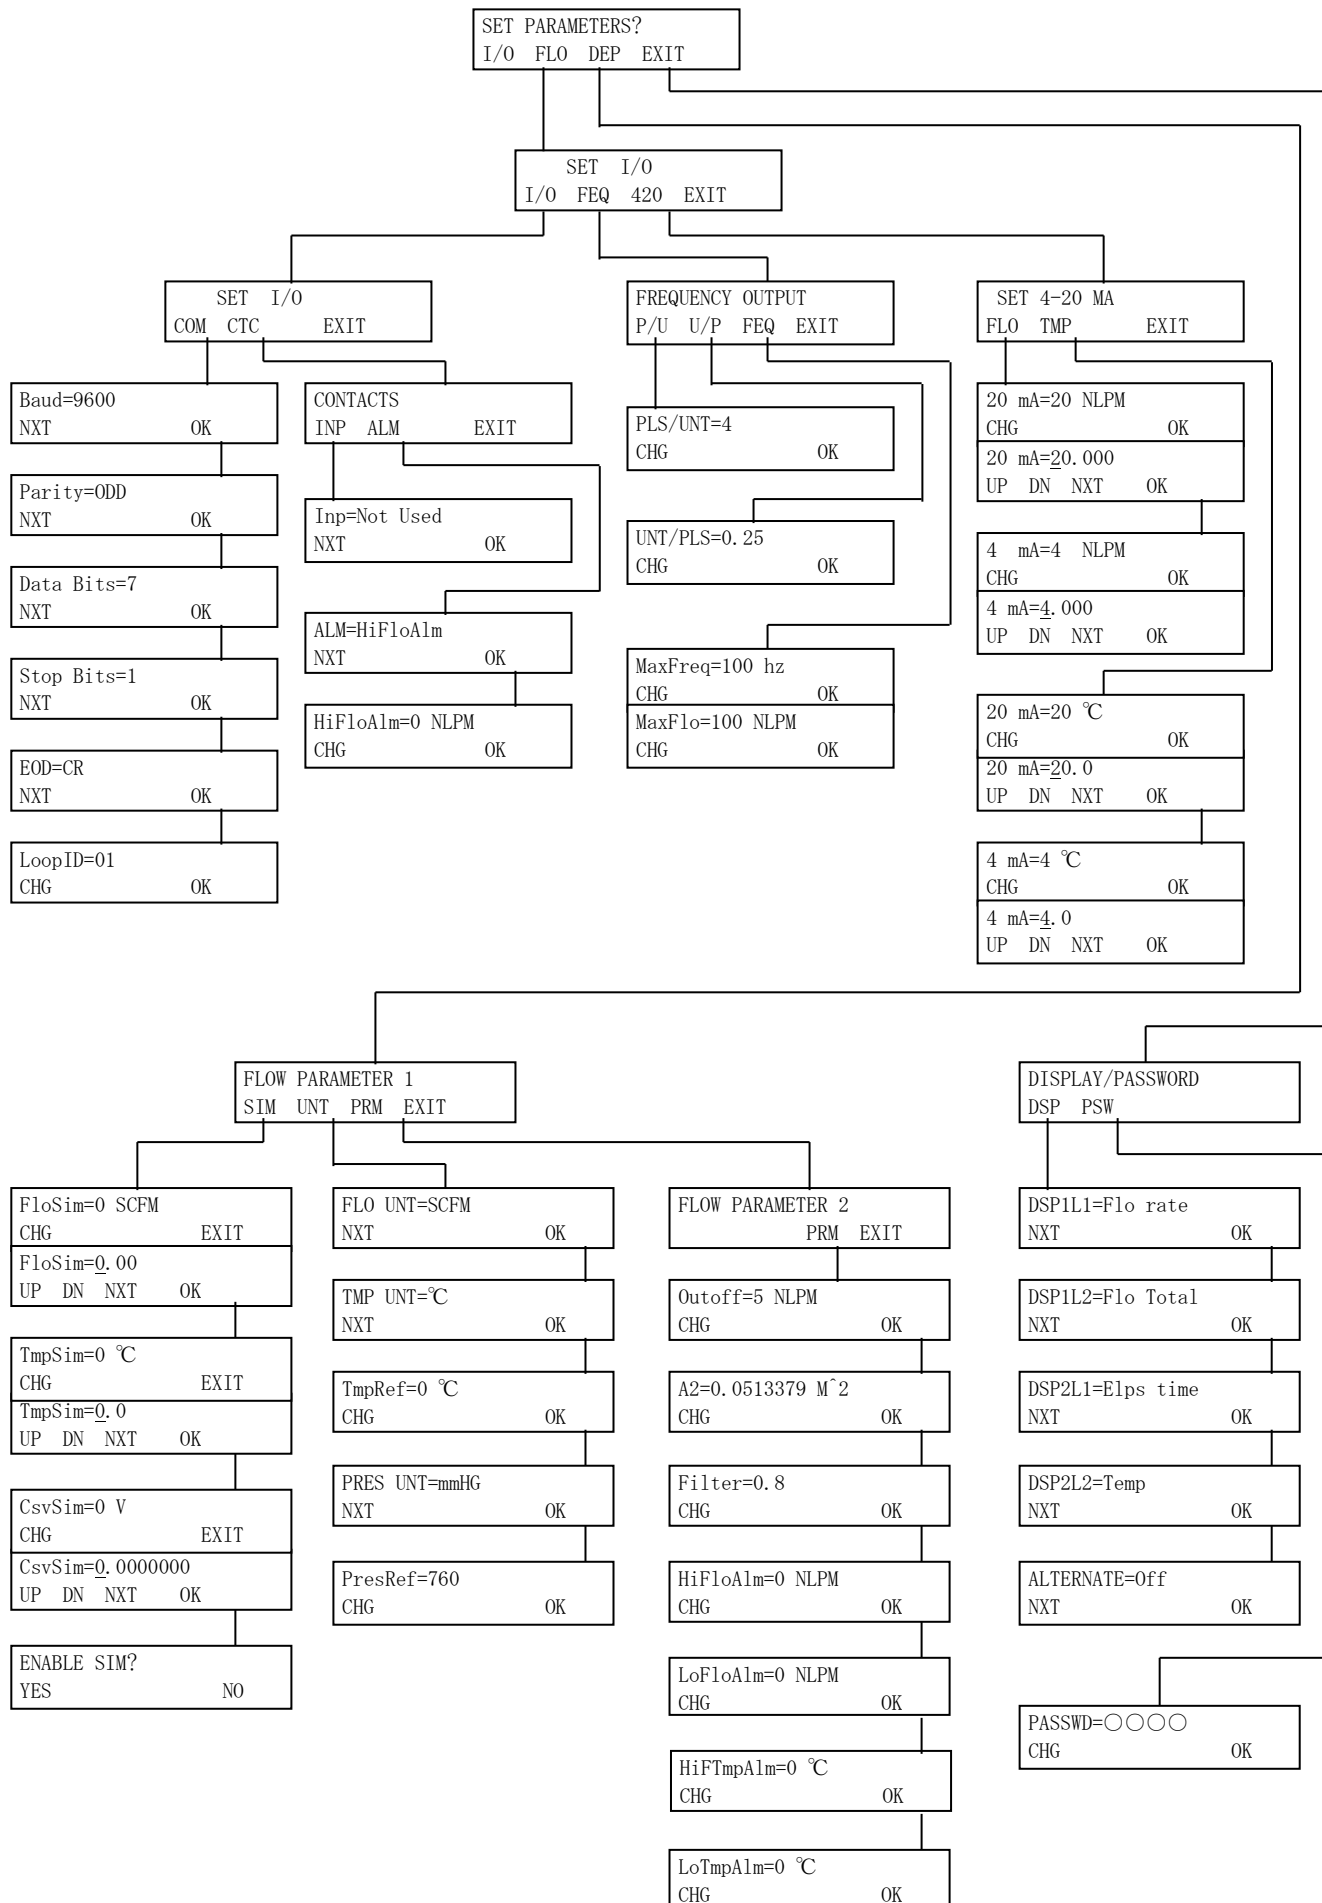 SET PARAMETERS?
I/O FLO DEP EXIT
SET I/O
I/O FEQ 420 EXIT
SET I/O
COM CTC EXIT
FREQUENCY OUTPUT
P/U U/P FEQ EXIT
SET 4-20 MA
FLO TMP EXIT
Baud=9600
NXT OK
Parity=ODD
NXT OK
Data Bits=7
NXT OK
Stop Bits=1
NXT OK
EOD=CR
NXT OK
LoopID=01
CHG OK
CONTACTS
INP ALM EXIT
Inp=Not Used
NXT OK
ALM=HiFloAlm
NXT OK
HiFloAlm=0 NLPM
CHG OK
PLS/UNT=4
CHG OK
UNT/PLS=0.25
CHG OK
MaxFreq=100 hz
CHG OK
MaxFlo=100 NLPM
CHG OK
20 mA=20 NLPM
CHG OK
20 mA=20.000
UP DN NXT OK
4 mA=4 NLPM
CHG OK
4 mA=4.000
UP DN NXT OK
20 mA=20 ℃
CHG OK
20 mA=20.0
UP DN NXT OK
4 mA=4 ℃
CHG OK
4 mA=4.0
UP DN NXT OK
FLOW PARAMETER 1
SIM UNT PRM EXIT
DISPLAY/PASSWORD
DSP PSW
FloSim=0 SCFM
CHG EXIT
FloSim=0.00
UP DN NXT OK
TmpSim=0 ℃
CHG EXIT
TmpSim=0.0
UP DN NXT OK
CsvSim=0 V
CHG EXIT
CsvSim=0.0000000
UP DN NXT OK
ENABLE SIM?
YES NO
FLO UNT=SCFM
NXT OK
TMP UNT=℃
NXT OK
TmpRef=0 ℃
CHG OK
PRES UNT=mmHG
NXT OK
PresRef=760
CHG OK
FLOW PARAMETER 2
PRM EXIT
Outoff=5 NLPM
CHG OK
A2=0.0513379 M^2
CHG OK
Filter=0.8
CHG OK
HiFloAlm=0 NLPM
CHG OK
LoFloAlm=0 NLPM
CHG OK
HiFTmpAlm=0 ℃
CHG OK
LoTmpAlm=0 ℃
CHG OK
DSP1L1=Flo rate
NXT OK
DSP1L2=Flo Total
NXT OK
DSP2L1=Elps time
NXT OK
DSP2L2=Temp
NXT OK
ALTERNATE=Off
NXT OK
PASSWD=○○○○
CHG OK